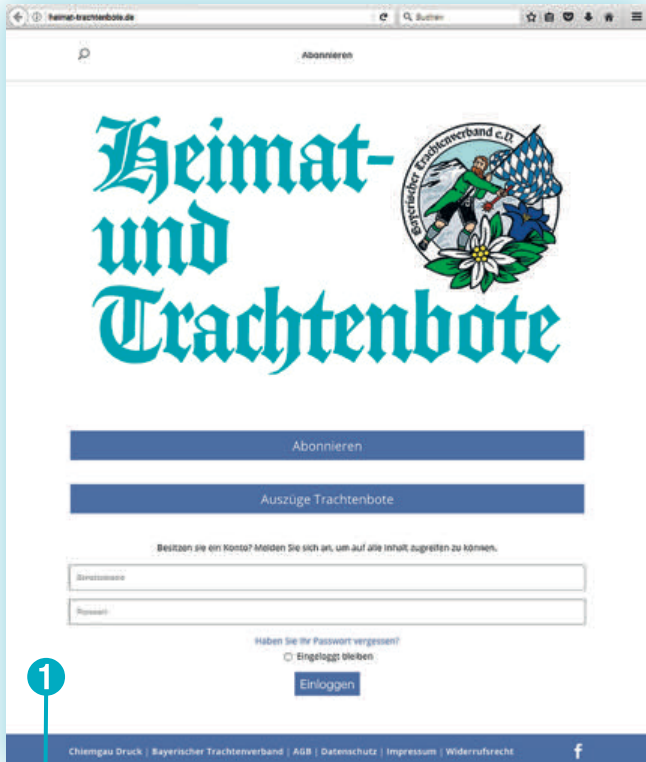 heimat-trachtenbote.de
Suchen
Abonnieren
Heimat-
und
Trachtenbote
Bayerischer Trachtenverband e.V.
Abonnieren
Auszüge Trachtenbote
Besitzen sie ein Konto? Melden Sie sich an, um auf alle Inhalt zugreifen zu können.
Benutzername
Passwort
Haben Sie Ihr Passwort vergessen?
Eingeloggt bleiben
Einloggen
1
Chiemgau Druck | Bayerischer Trachtenverband | AGB | Datenschutz | Impressum | Widerrufsrecht
f